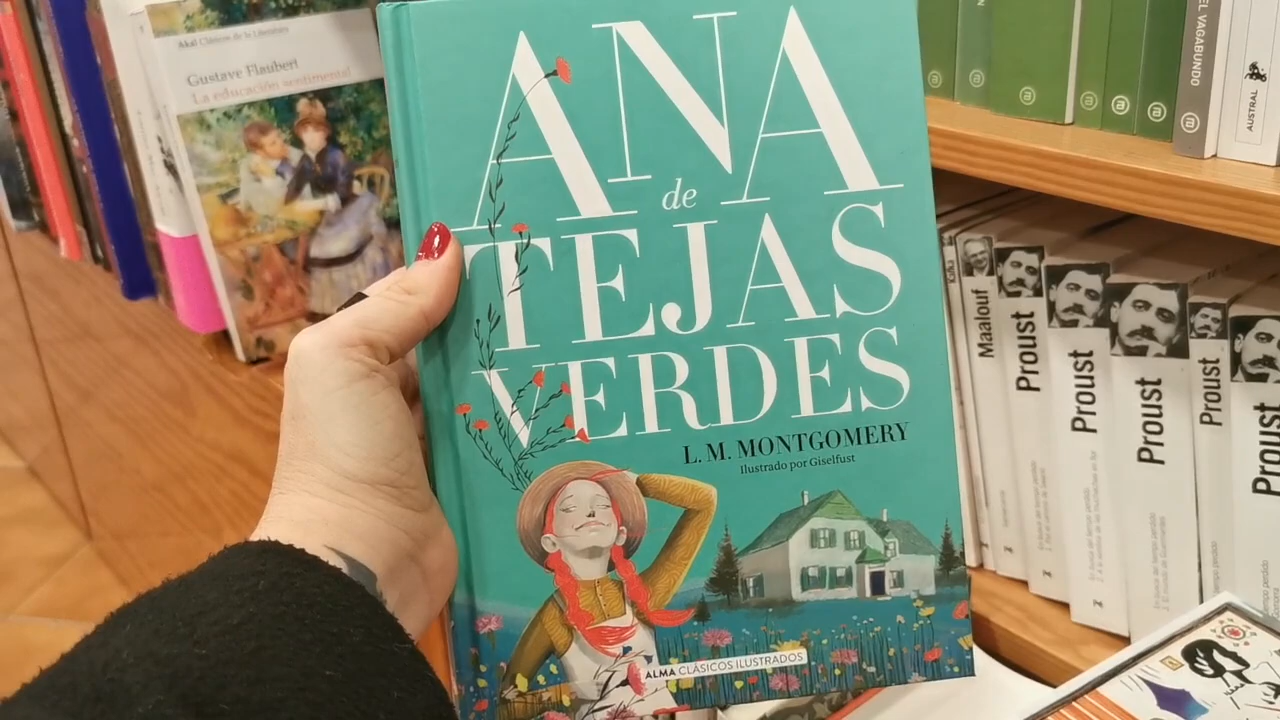 ANA
de
TEJAS
VERDES
L. M. MONTGOMERY
Ilustrado por Giselfust
ALMA CLÁSICOS ILUSTRADOS
Akal Clásicos de la Literatura
Gustave Flaubert
La educación sentimental
EL VAGABUNDO
AUSTRAL
Maalouf
Proust
Proust
Proust
Proust
Proust